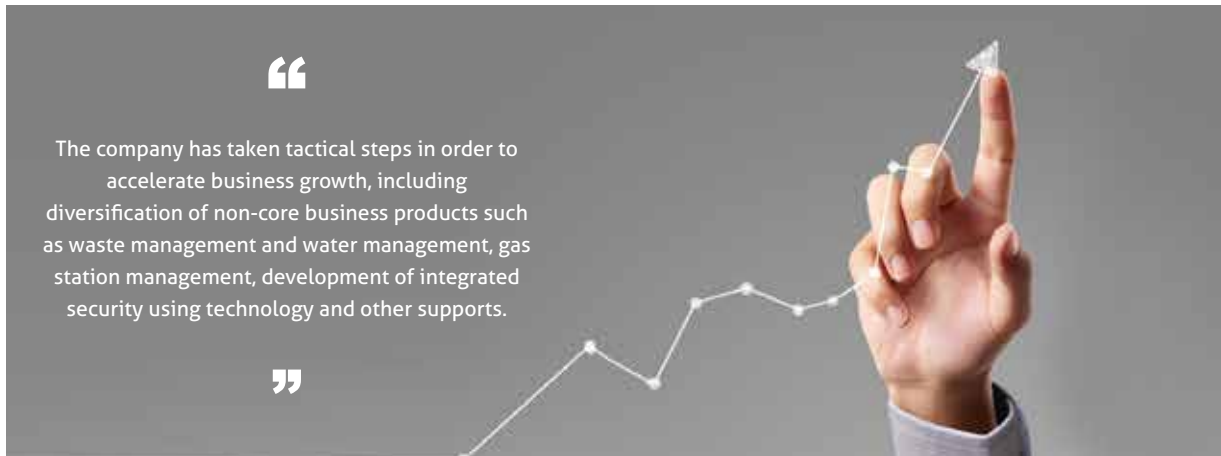 “
The company has taken tactical steps in order to
accelerate business growth, including
diversification of non-core business products such
as waste management and water management, gas
station management, development of integrated
security using technology and other supports.
”